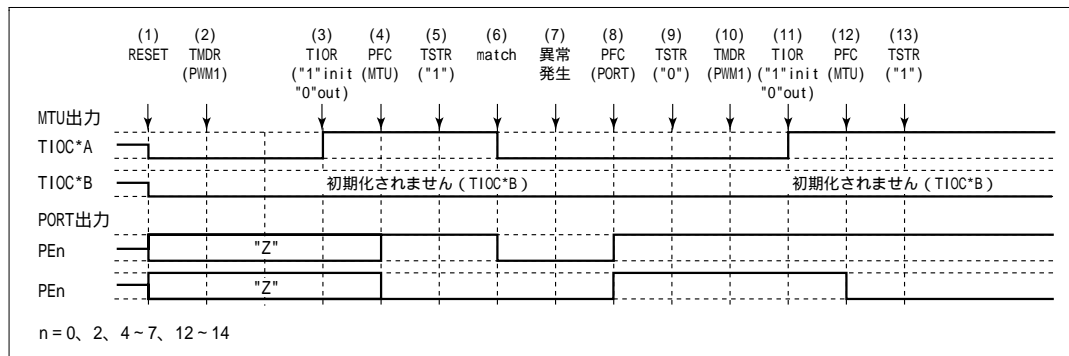 (1) (2) (3) (4) (5) (6) (7) (8) (9) (10) (11) (12) (13)
RESET TMDR TIOR PFC TSTR match 異常 PFC TSTR TMDR TIOR PFC TSTR
(PWM1) ("1"init (MTU) ("1") 発生 (PORT) ("0") (PWM1) ("1"init (MTU) ("1")
"0"out) "0"out)
MTU出力
TIOC*A
TIOC*B 初期化されません(TIOC*B) 初期化されません(TIOC*B)
PORT出力
PEn "Z"
PEn "Z"
n=0、2、4~7、12~14